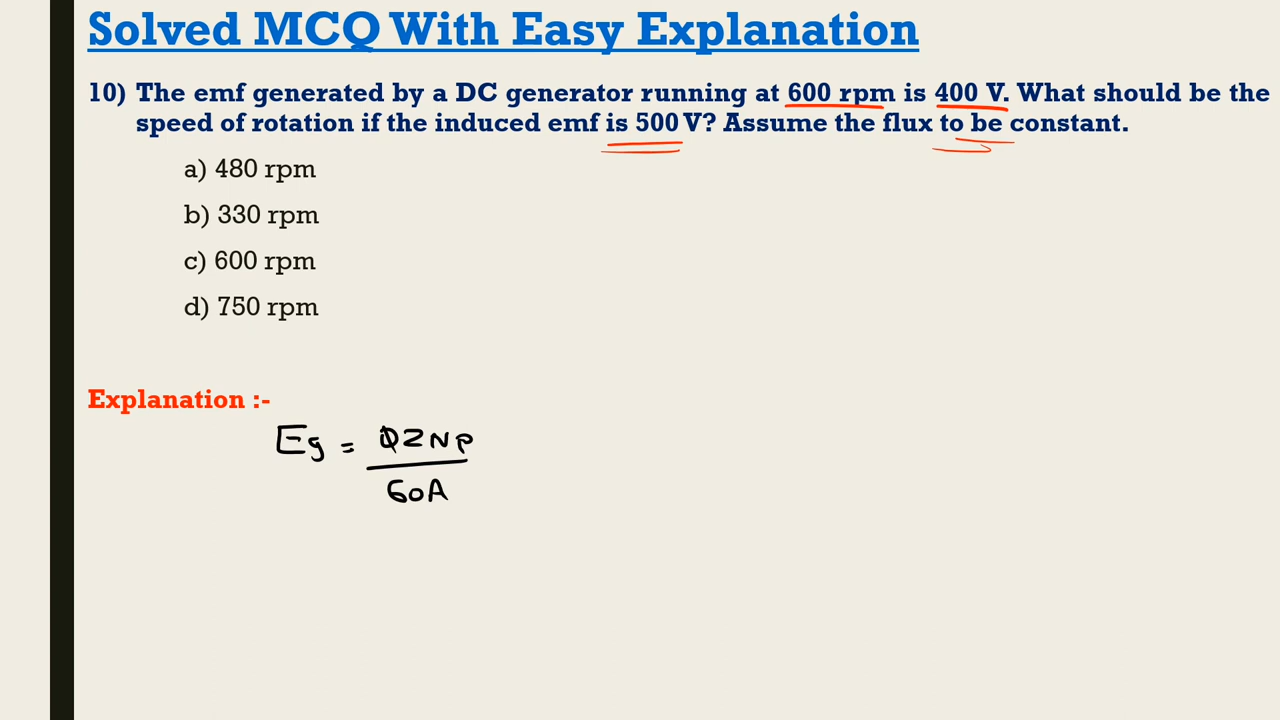 Solved MCQ With Easy Explanation
10) The emf generated by a DC generator running at 600 rpm is 400 V. What should be the
speed of rotation if the induced emf is 500 V? Assume the flux to be constant.
a) 480 rpm
b) 330 rpm
c) 600 rpm
d) 750 rpm
Explanation :-
Eg = ΦZNP
60A